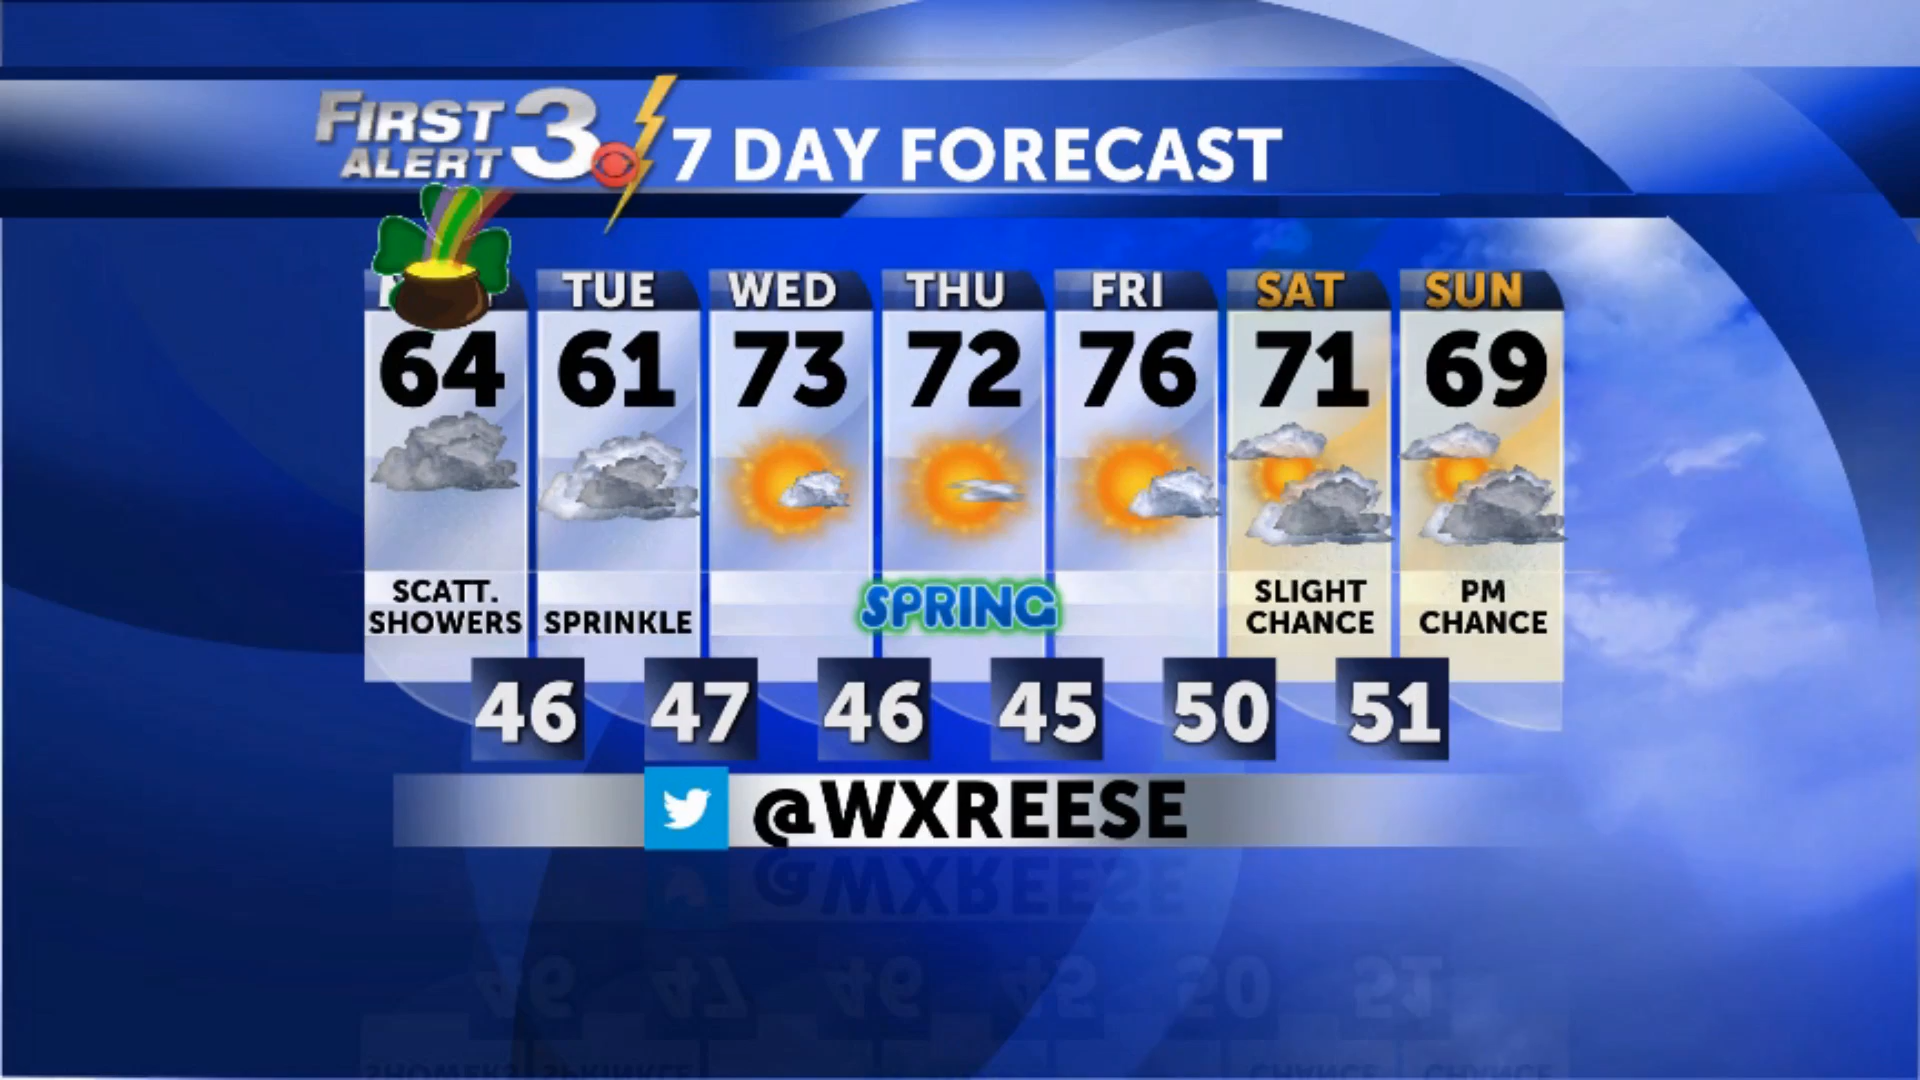 FIRST ALERT 3
7 DAY FORECAST
TUE WED THU FRI SAT SUN
64 61 73 72 76 71 69
SCATT. SHOWERS
SPRINKLE
SPRING
SLIGHT CHANCE
PM CHANCE
46 47 46 45 50 51
@WXREESE